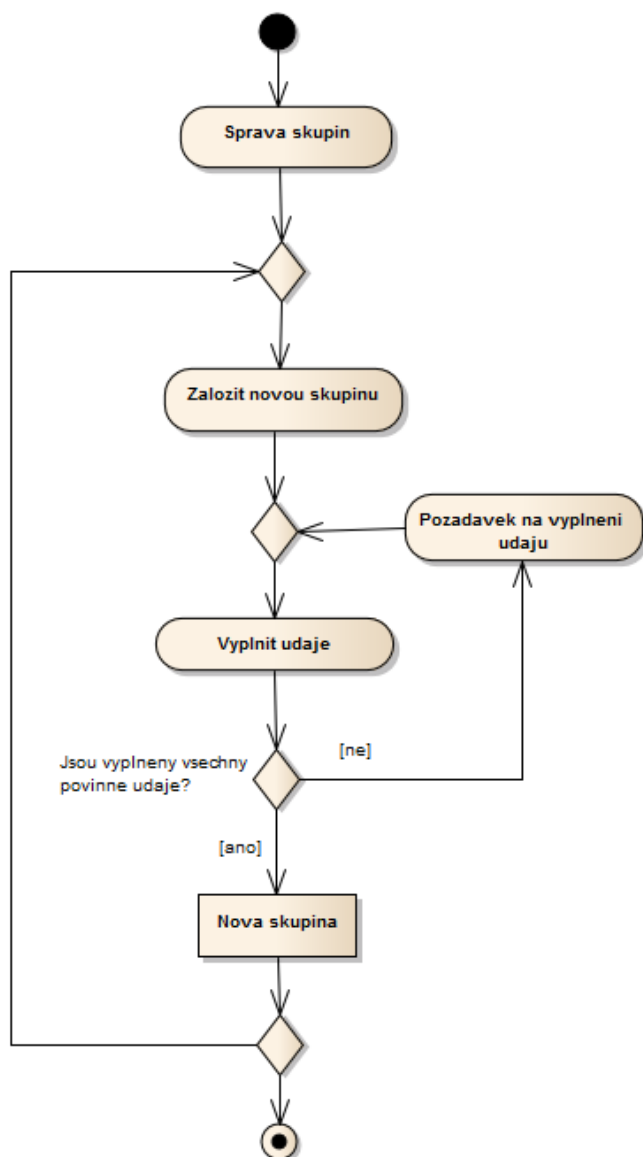 Sprava skupin
Zalozit novou skupinu
Pozadavek na vyplneni
udaju
Vyplnit udaje
Jsou vyplneny vsechny
povinne udaje?
[ne]
[ano]
Nova skupina